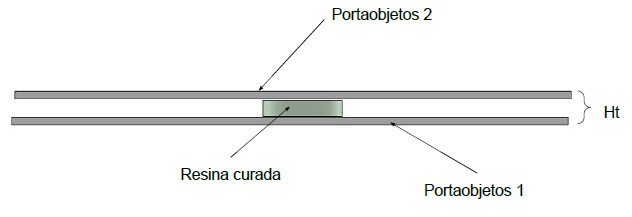 Portaobjetos 2
Ht
Resina curada
Portaobjetos 1